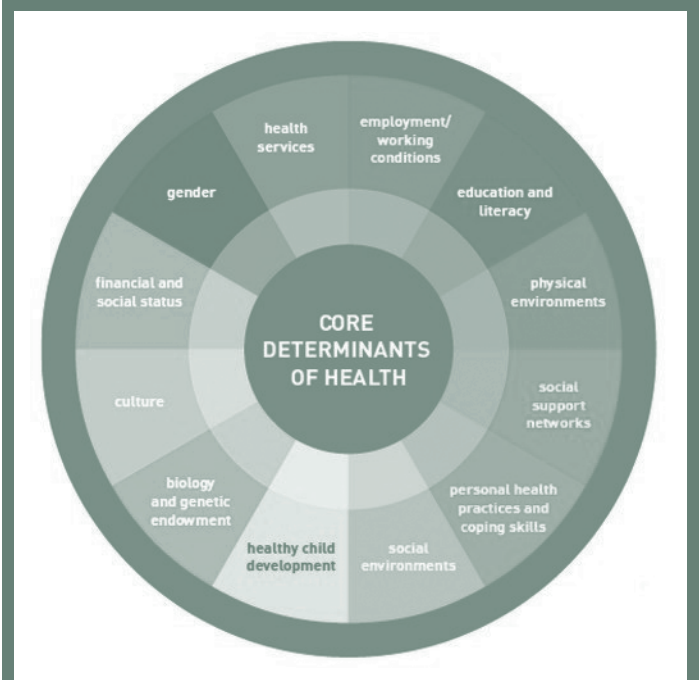 health
services
employment/
working
conditions
education and
literacy
physical
environments
social
support
networks
personal health
practices and
coping skills
social
environments
healthy child
development
biology
and genetic
endowment
culture
financial and
social status
gender
CORE
DETERMINANTS
OF HEALTH